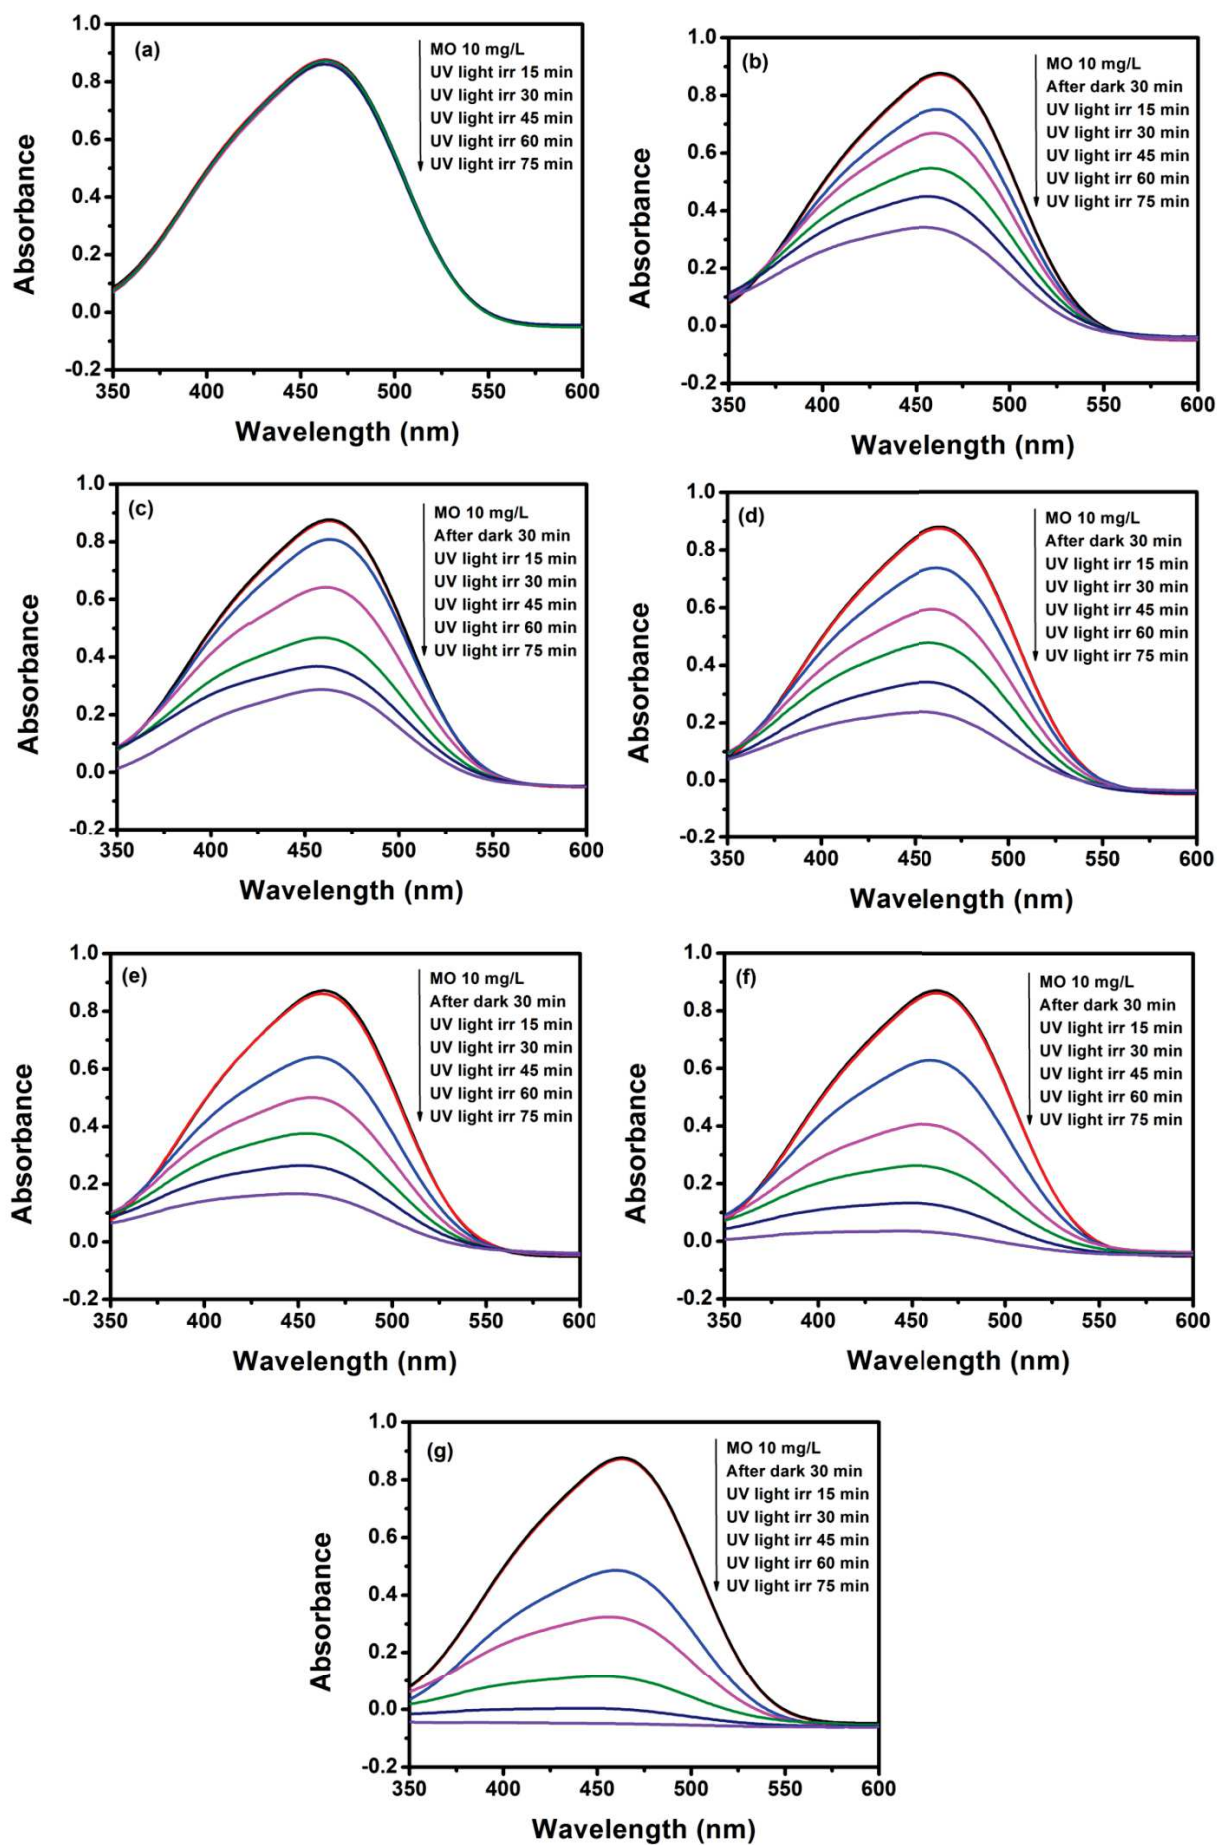 (a)
MO 10 mg/L
UV light irr 15 min
UV light irr 30 min
UV light irr 45 min
UV light irr 60 min
UV light irr 75 min
1.0
0.8
0.6
0.4
0.2
0.0
-0.2
Absorbance
350 400 450 500 550 600
Wavelength (nm)
(b)
MO 10 mg/L
After dark 30 min
UV light irr 15 min
UV light irr 30 min
UV light irr 45 min
UV light irr 60 min
UV light irr 75 min
1.0
0.8
0.6
0.4
0.2
0.0
-0.2
Absorbance
350 400 450 500 550 600
Wavelength (nm)
(c)
MO 10 mg/L
After dark 30 min
UV light irr 15 min
UV light irr 30 min
UV light irr 45 min
UV light irr 60 min
UV light irr 75 min
1.0
0.8
0.6
0.4
0.2
0.0
-0.2
Absorbance
350 400 450 500 550 600
Wavelength (nm)
(d)
MO 10 mg/L
After dark 30 min
UV light irr 15 min
UV light irr 30 min
UV light irr 45 min
UV light irr 60 min
UV light irr 75 min
1.0
0.8
0.6
0.4
0.2
0.0
-0.2
Absorbance
350 400 450 500 550 600
Wavelength (nm)
(e)
MO 10 mg/L
After dark 30 min
UV light irr 15 min
UV light irr 30 min
UV light irr 45 min
UV light irr 60 min
UV light irr 75 min
1.0
0.8
0.6
0.4
0.2
0.0
-0.2
Absorbance
350 400 450 500 550 600
Wavelength (nm)
(f)
MO 10 mg/L
After dark 30 min
UV light irr 15 min
UV light irr 30 min
UV light irr 45 min
UV light irr 60 min
UV light irr 75 min
1.0
0.8
0.6
0.4
0.2
0.0
-0.2
Absorbance
350 400 450 500 550 600
Wavelength (nm)
(g)
MO 10 mg/L
After dark 30 min
UV light irr 15 min
UV light irr 30 min
UV light irr 45 min
UV light irr 60 min
UV light irr 75 min
1.0
0.8
0.6
0.4
0.2
0.0
-0.2
Absorbance
350 400 450 500 550 600
Wavelength (nm)